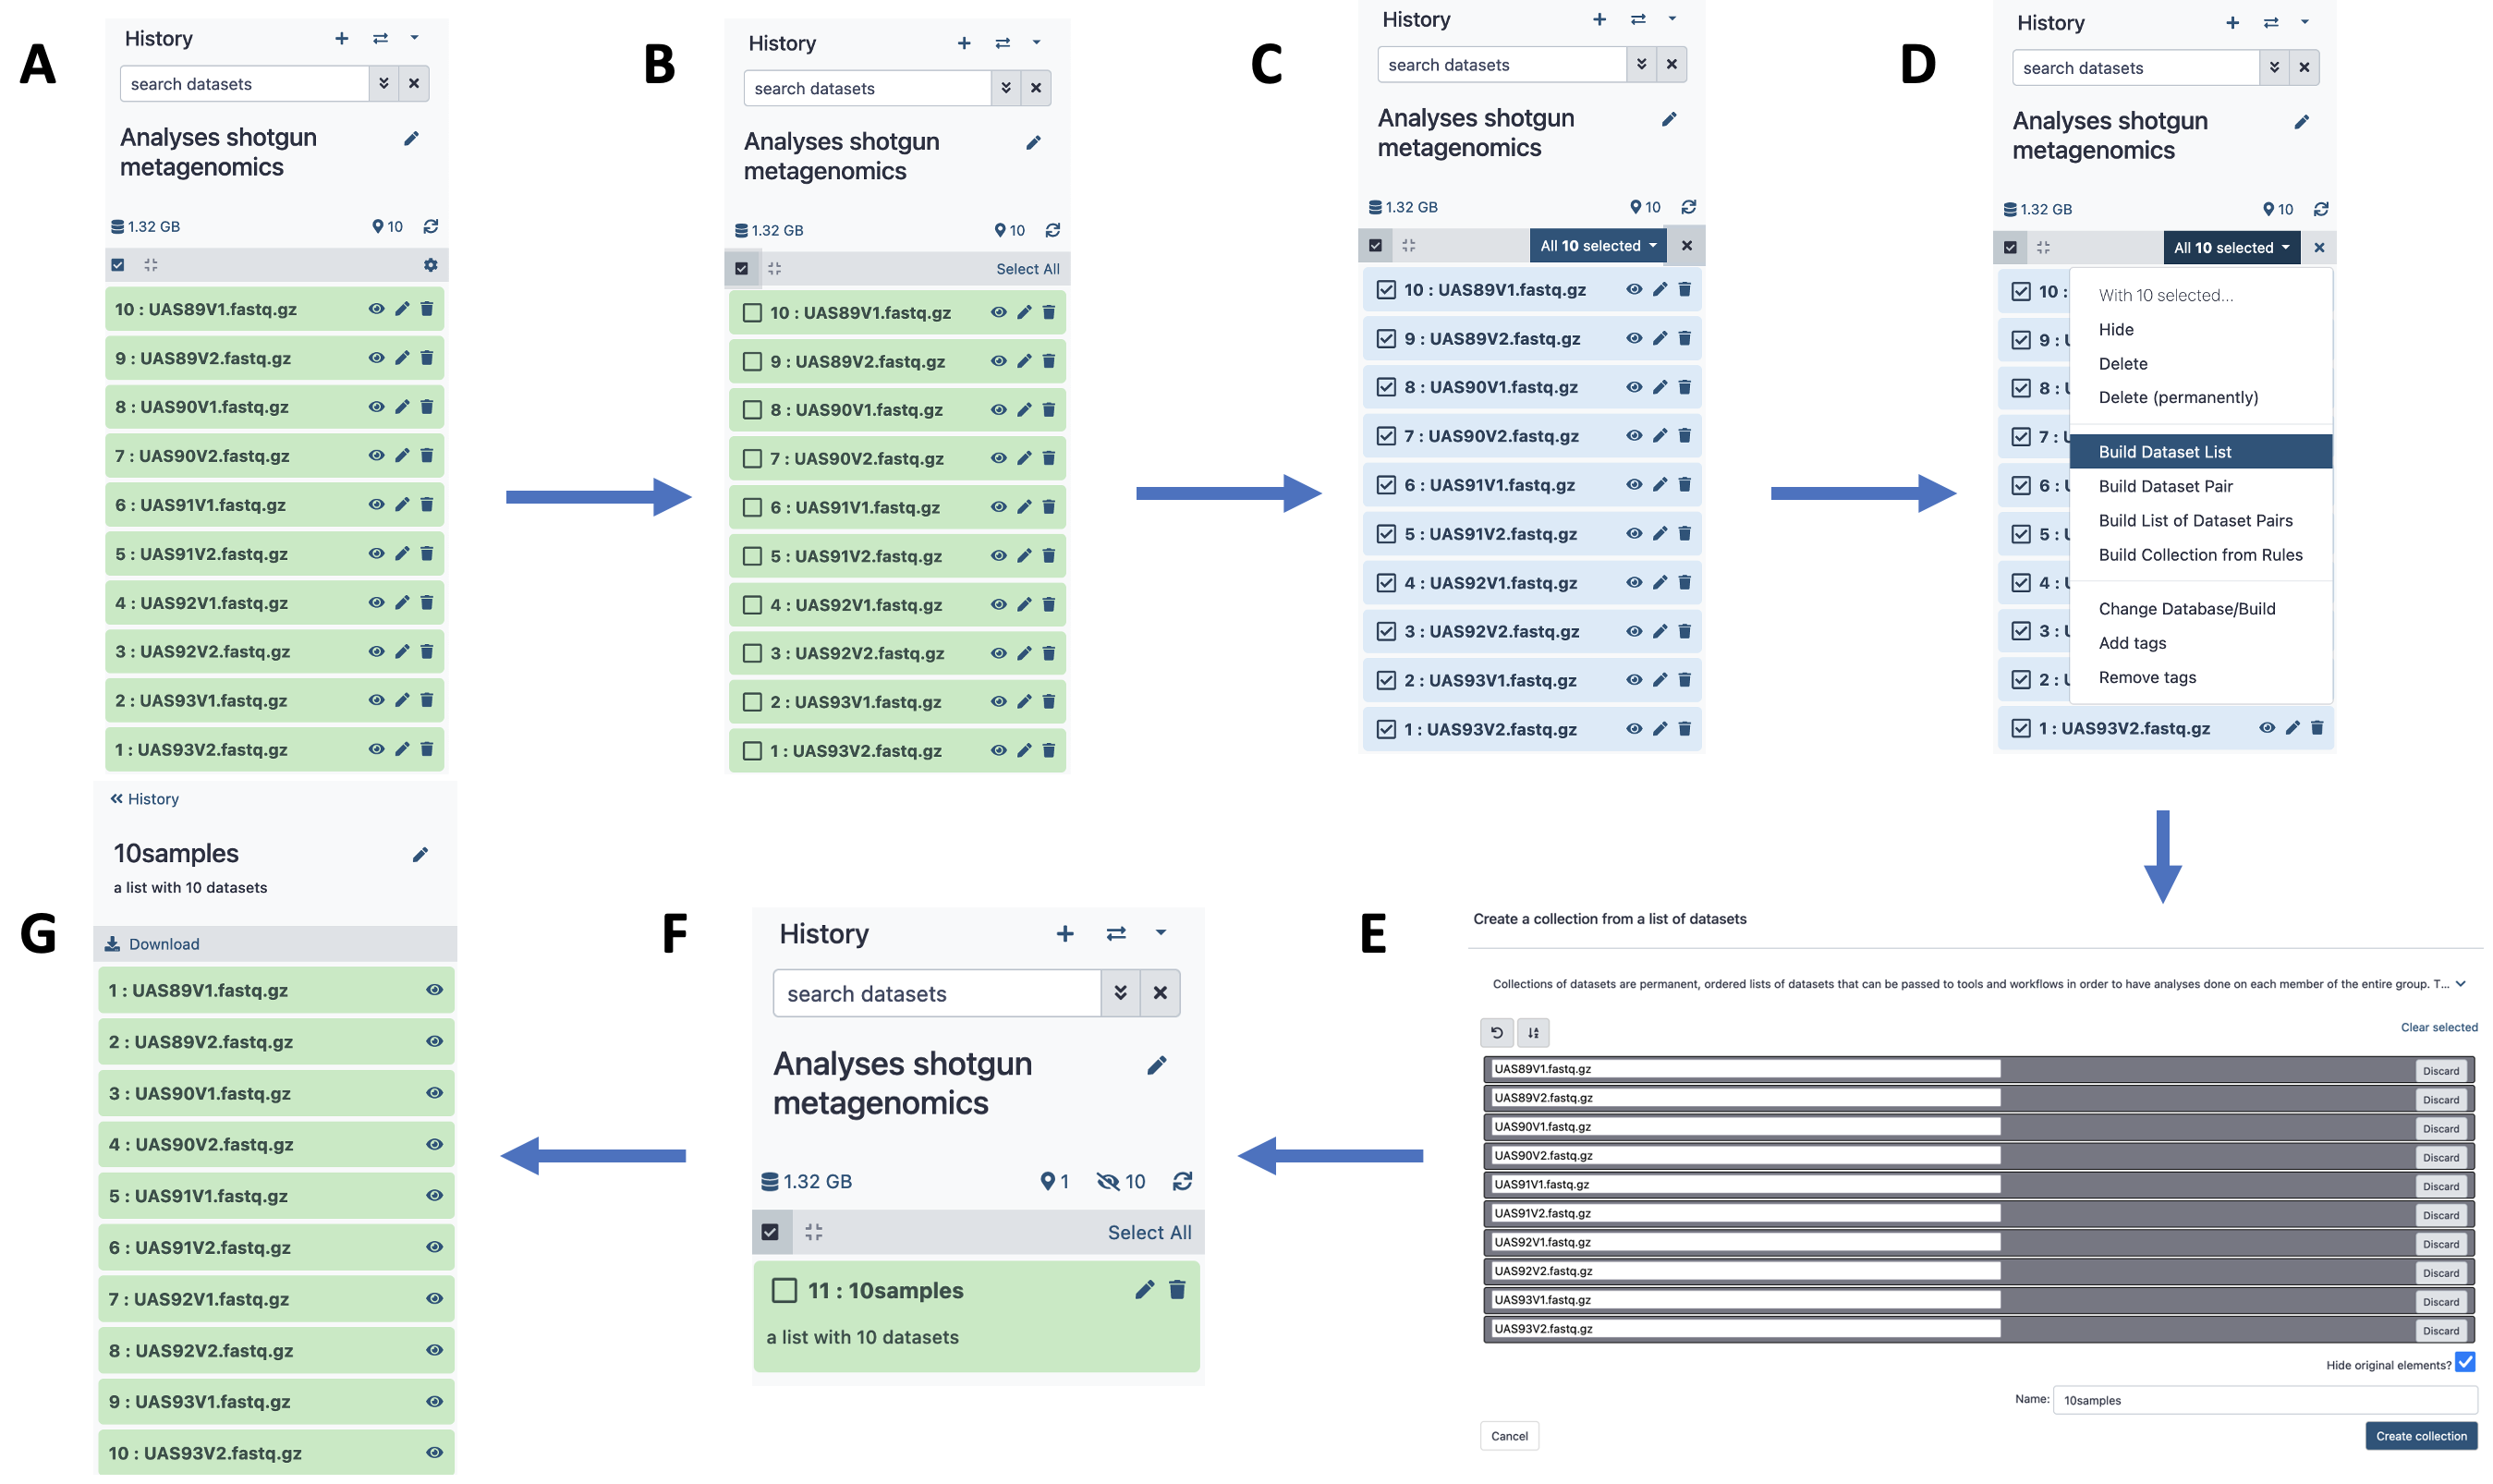 A
History
search datasets
Analyses shotgun
metagenomics
1.32 GB
10
10 : UAS89V1.fastq.gz
9 : UAS89V2.fastq.gz
8 : UAS90V1.fastq.gz
7 : UAS90V2.fastq.gz
6 : UAS91V1.fastq.gz
5 : UAS91V2.fastq.gz
4 : UAS92V1.fastq.gz
3 : UAS92V2.fastq.gz
2 : UAS93V1.fastq.gz
1 : UAS93V2.fastq.gz
B
History
search datasets
Analyses shotgun
metagenomics
1.32 GB
10
Select All
10 : UAS89V1.fastq.gz
9 : UAS89V2.fastq.gz
8 : UAS90V1.fastq.gz
7 : UAS90V2.fastq.gz
6 : UAS91V1.fastq.gz
5 : UAS91V2.fastq.gz
4 : UAS92V1.fastq.gz
3 : UAS92V2.fastq.gz
2 : UAS93V1.fastq.gz
1 : UAS93V2.fastq.gz
C
History
search datasets
Analyses shotgun
metagenomics
1.32 GB
10
All 10 selected
10 : UAS89V1.fastq.gz
9 : UAS89V2.fastq.gz
8 : UAS90V1.fastq.gz
7 : UAS90V2.fastq.gz
6 : UAS91V1.fastq.gz
5 : UAS91V2.fastq.gz
4 : UAS92V1.fastq.gz
3 : UAS92V2.fastq.gz
2 : UAS93V1.fastq.gz
1 : UAS93V2.fastq.gz
D
History
search datasets
Analyses shotgun
metagenomics
1.32 GB
10
All 10 selected
10 :
9 :
8 :
7 :
6 :
5 :
4 :
3 :
2 :
With 10 selected...
Hide
Delete
Delete (permanently)
Build Dataset List
Build Dataset Pair
Build List of Dataset Pairs
Build Collection from Rules
Change Database/Build
Add tags
Remove tags
1 : UAS93V2.fastq.gz
E
Create a collection from a list of datasets
Collections of datasets are permanent, ordered lists of datasets that can be passed to tools and workflows in order to have analyses done on each member of the entire group. T...
Clear selected
UAS89V1.fastq.gz Discard
UAS89V2.fastq.gz Discard
UAS90V1.fastq.gz Discard
UAS90V2.fastq.gz Discard
UAS91V1.fastq.gz Discard
UAS91V2.fastq.gz Discard
UAS92V1.fastq.gz Discard
UAS92V2.fastq.gz Discard
UAS93V1.fastq.gz Discard
UAS93V2.fastq.gz Discard
Hide original elements?
Name: 10samples
Cancel
Create collection
F
History
search datasets
Analyses shotgun
metagenomics
1.32 GB
1
10
Select All
11 : 10samples
a list with 10 datasets
G
History
10samples
a list with 10 datasets
Download
1 : UAS89V1.fastq.gz
2 : UAS89V2.fastq.gz
3 : UAS90V1.fastq.gz
4 : UAS90V2.fastq.gz
5 : UAS91V1.fastq.gz
6 : UAS91V2.fastq.gz
7 : UAS92V1.fastq.gz
8 : UAS92V2.fastq.gz
9 : UAS93V1.fastq.gz
10 : UAS93V2.fastq.gz